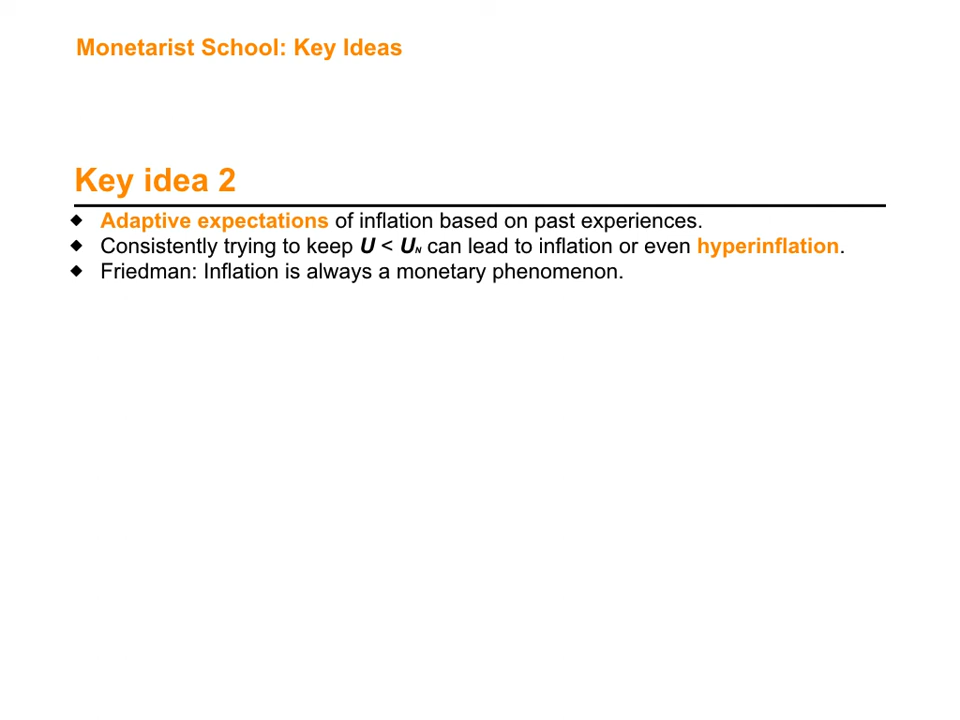 Monetarist School: Key Ideas
Key idea 2
◆ Adaptive expectations of inflation based on past experiences.
◆ Consistently trying to keep U < UN can lead to inflation or even hyperinflation.
◆ Friedman: Inflation is always a monetary phenomenon.